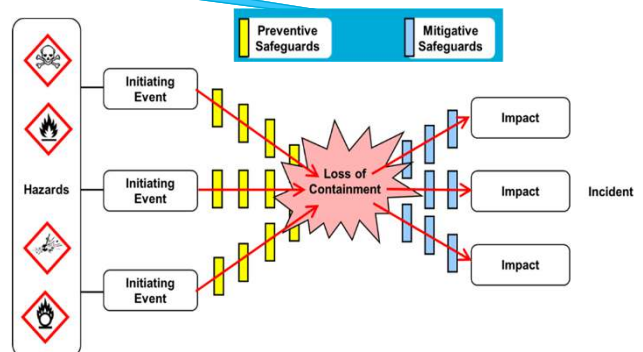 Preventive
Safeguards
Mitigative
Safeguards
Initiating
Event
Impact
Hazards
Initiating
Event
Loss of
Containment
Impact
Incident
Initiating
Event
Impact